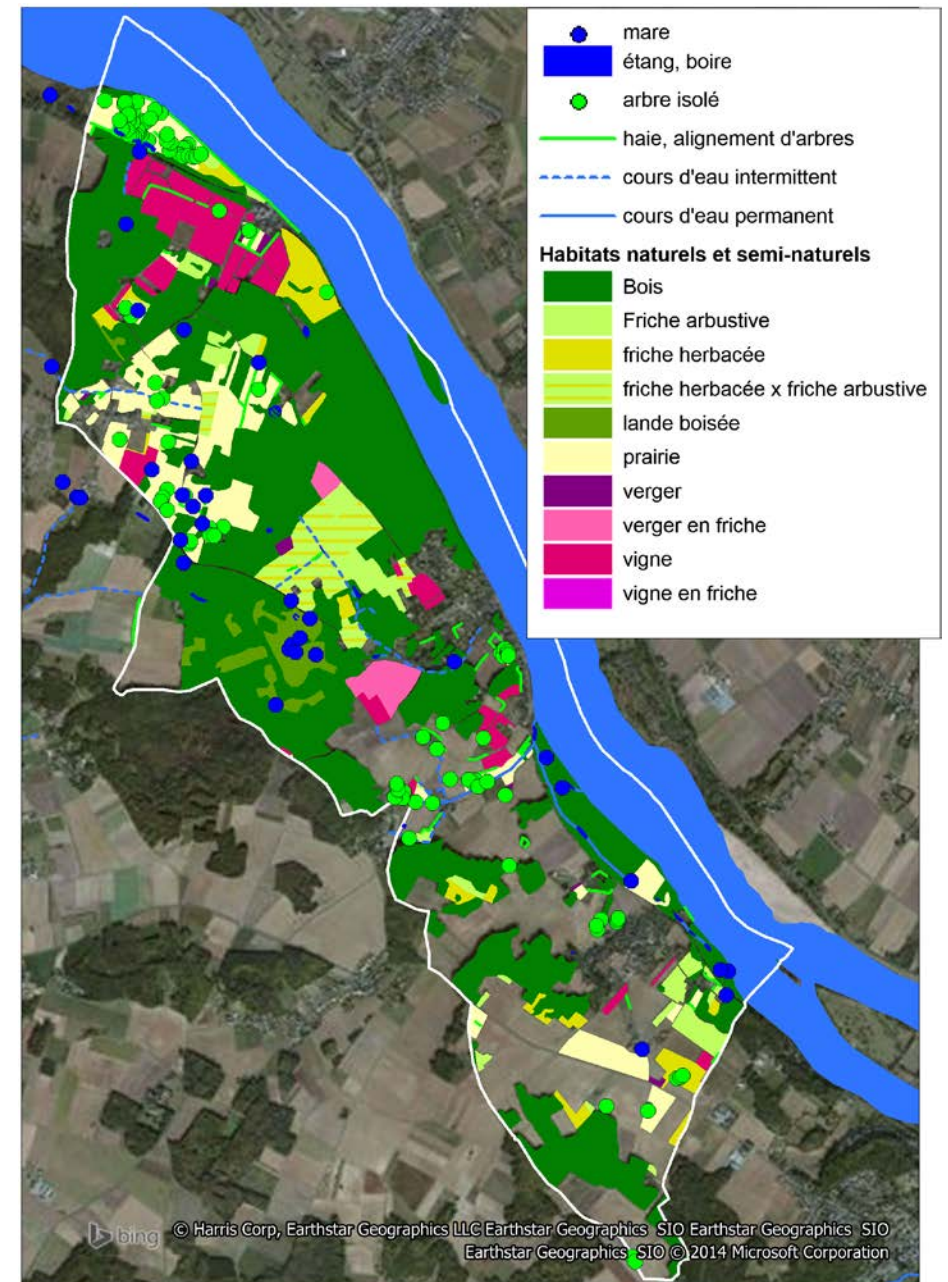 mare
étang, boire
arbre isolé
haie, alignement d'arbres
cours d'eau intermittent
cours d'eau permanent
Habitats naturels et semi-naturels
Bois
Friche arbustive
friche herbacée
friche herbacée x friche arbustive
lande boisée
prairie
verger
verger en friche
vigne
vigne en friche
bing © Harris Corp, Earthstar Geographics LLC Earthstar Geographics SIO Earthstar Geographics SIO
Earthstar Geographics SIO © 2014 Microsoft Corporation